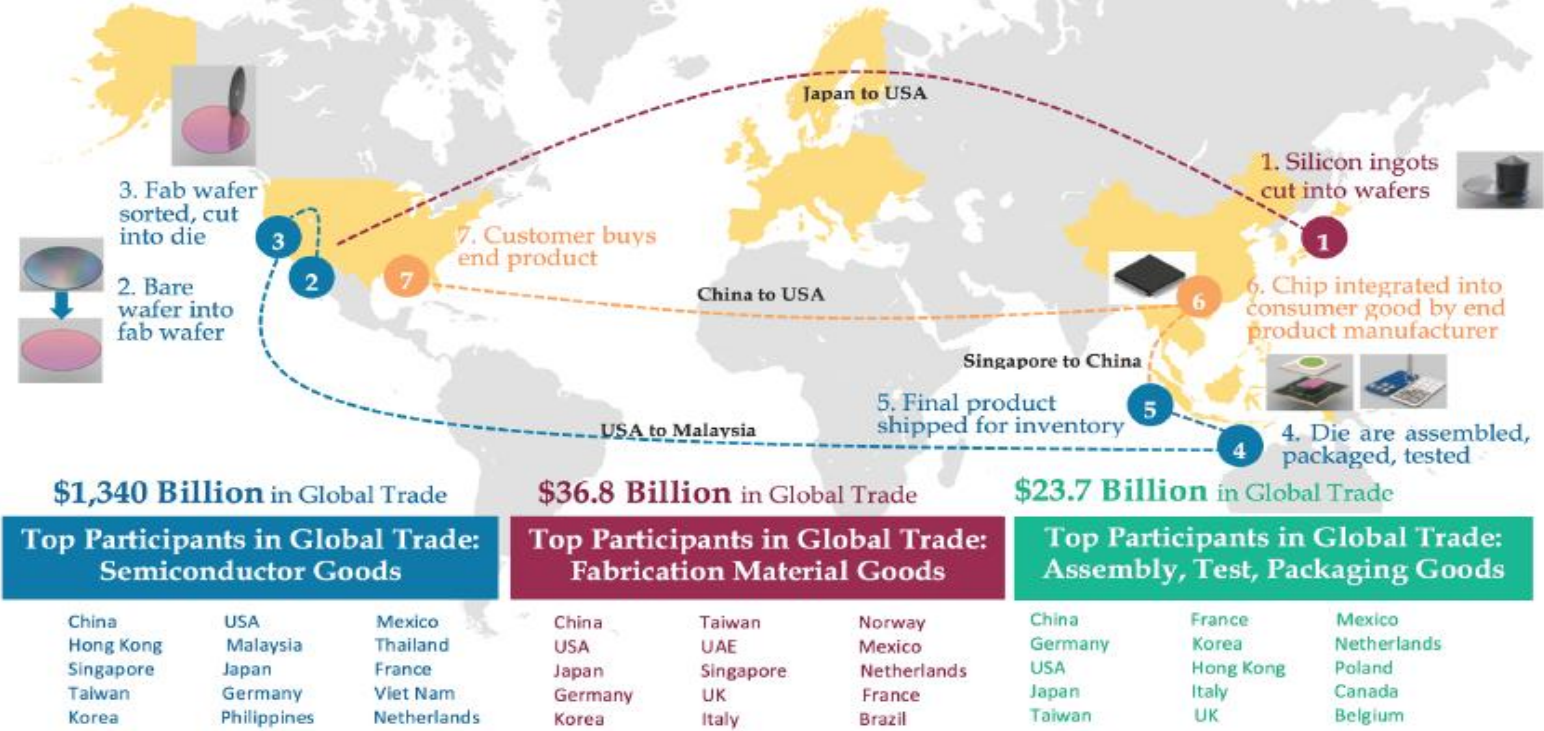 Japan to USA
1. Silicon ingots
cut into wafers
1
3. Fab wafer
sorted, cut
into die
3
2
2. Bare
wafer into
fab wafer
7. Customer buys
end product
7
China to USA
6
6. Chip integrated into
consumer good by end
product manufacturer
Singapore to China
5. Final product
shipped for inventory
5
USA to Malaysia
4
4. Die are assembled,
packaged, tested
$1,340 Billion in Global Trade
Top Participants in Global Trade:
Semiconductor Goods
China USA Mexico
Hong Kong Malaysia Thailand
Singapore Japan France
Taiwan Germany Viet Nam
Korea Philippines Netherlands
$36.8 Billion in Global Trade
Top Participants in Global Trade:
Fabrication Material Goods
China Taiwan Norway
USA UAE Mexico
Japan Singapore Netherlands
Germany UK France
Korea Italy Brazil
$23.7 Billion in Global Trade
Top Participants in Global Trade:
Assembly, Test, Packaging Goods
China France Mexico
Germany Korea Netherlands
USA Hong Kong Poland
Japan Italy Canada
Taiwan UK Belgium